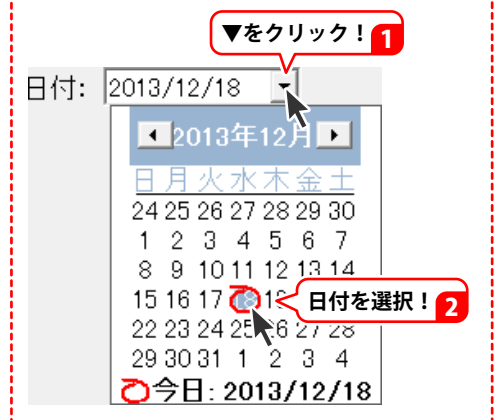 ▼をクリック！ 1
日付: 2013/12/18
2013年12月
日 月 火 水 木 金 土
24 25 26 27 28 29 30
1 2 3 4 5 6 7
8 9 10 11 12 13 14
15 16 17 18 19
日付を選択！ 2
22 23 24 25 26 27 28
29 30 31 1 2 3 4
今日: 2013/12/18